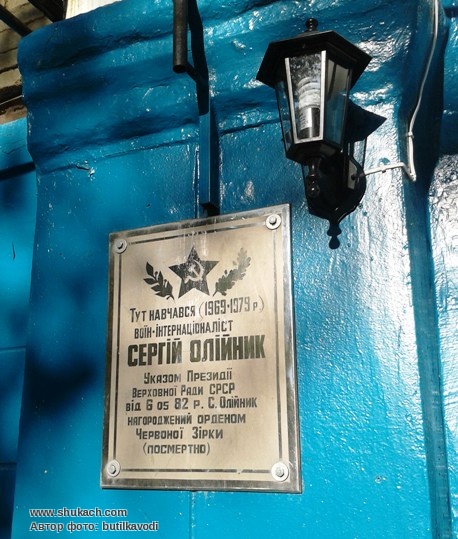 Тут навчався (1969-1979 р)
воїн-інтернаціоналіст
СЕРГІЙ ОЛІЙНИК
Указом Президії
Верховної Ради СРСР
від 6 05 82 р. С. Олійник
нагороджений орденом
Червоної Зірки
(посмертно)
www.shukach.com
Автор фото: butilkavodi